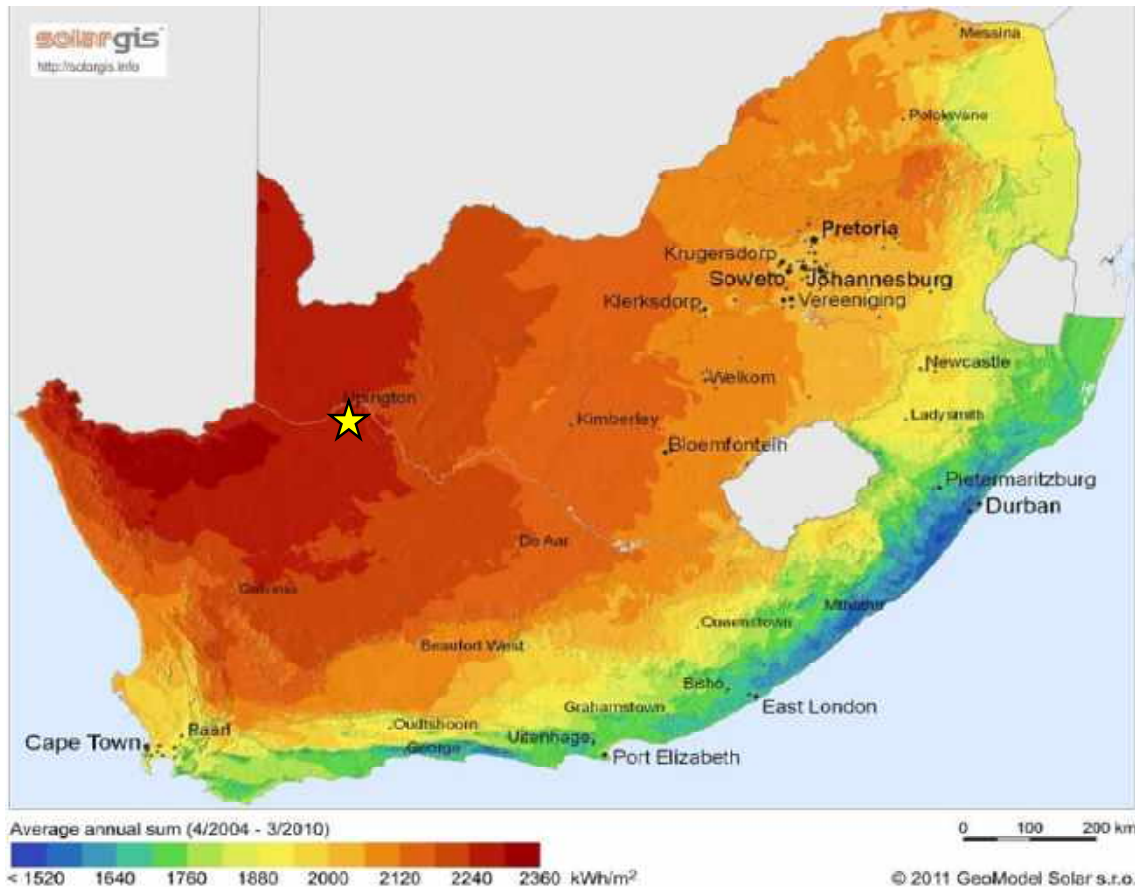 solargis
http://solargis.info
Messina
Polokwane
Pretoria
Krugersdorp
Soweto Johannesburg
Klerksdorp Vereeniging
Newcastle
Welkom
Upington
Kimberley
Ladysmith
Bloemfontein
Pietermaritzburg
Durban
De Aar
Calvinia
Mthatha
Queenstown
Beaufort West
Bisho
East London
Grahamstown
Oudtshoorn
Paarl
Uitenhage
Cape Town
George
Port Elizabeth
Average annual sum (4/2004 - 3/2010)
0 100 200 km
< 1520 1640 1760 1880 2000 2120 2240 2360 kWh/m²
© 2011 GeoModel Solar s.r.o.